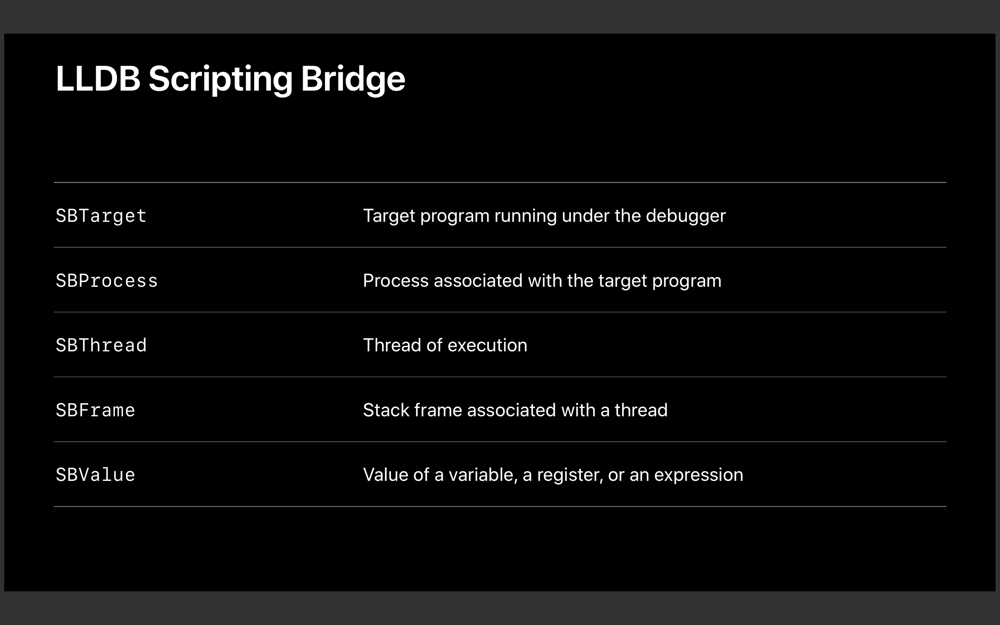 LLDB Scripting Bridge
SBTarget Target program running under the debugger
SBProcess Process associated with the target program
SBThread Thread of execution
SBFrame Stack frame associated with a thread
SBValue Value of a variable, a register, or an expression